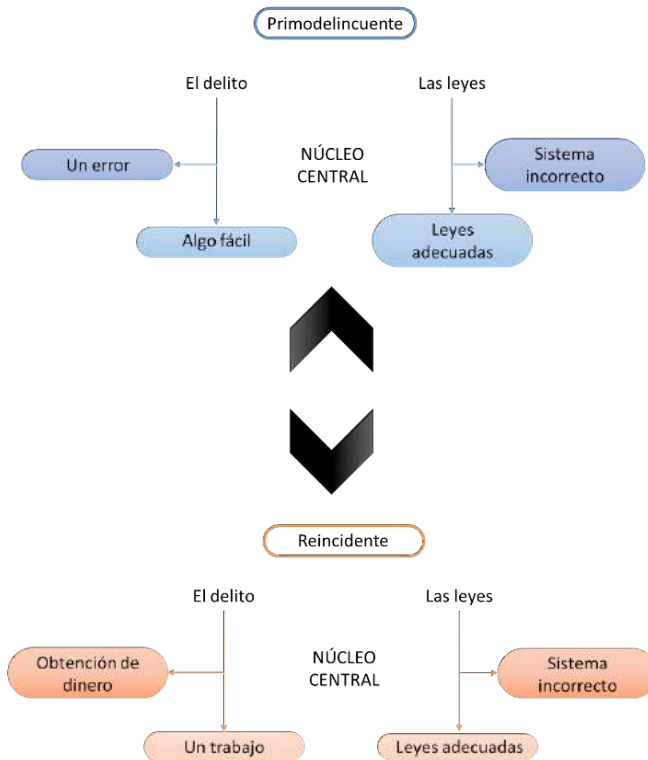 Primodelincuente
El delito
Las leyes
Un error
NÚCLEO
CENTRAL
Sistema
incorrecto
Algo fácil
Leyes
adecuadas
Reincidente
El delito
Las leyes
Obtención de
dinero
NÚCLEO
CENTRAL
Sistema
incorrecto
Un trabajo
Leyes adecuadas